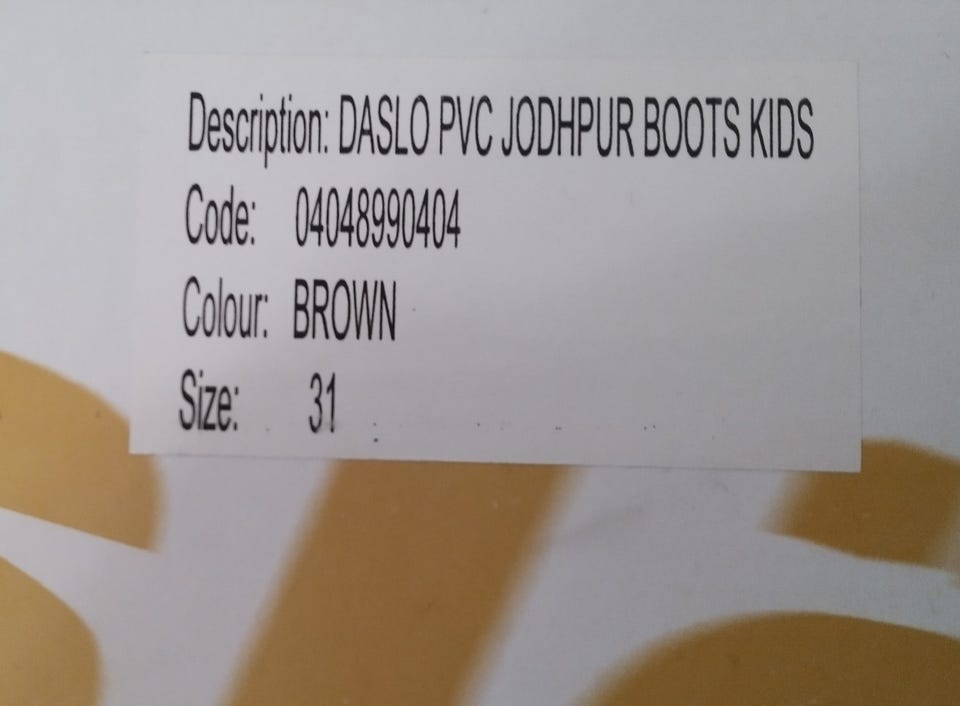 Description: DASLO PVC JODHPUR BOOTS KIDS
Code: 04048990404
Colour: BROWN
Size: 31